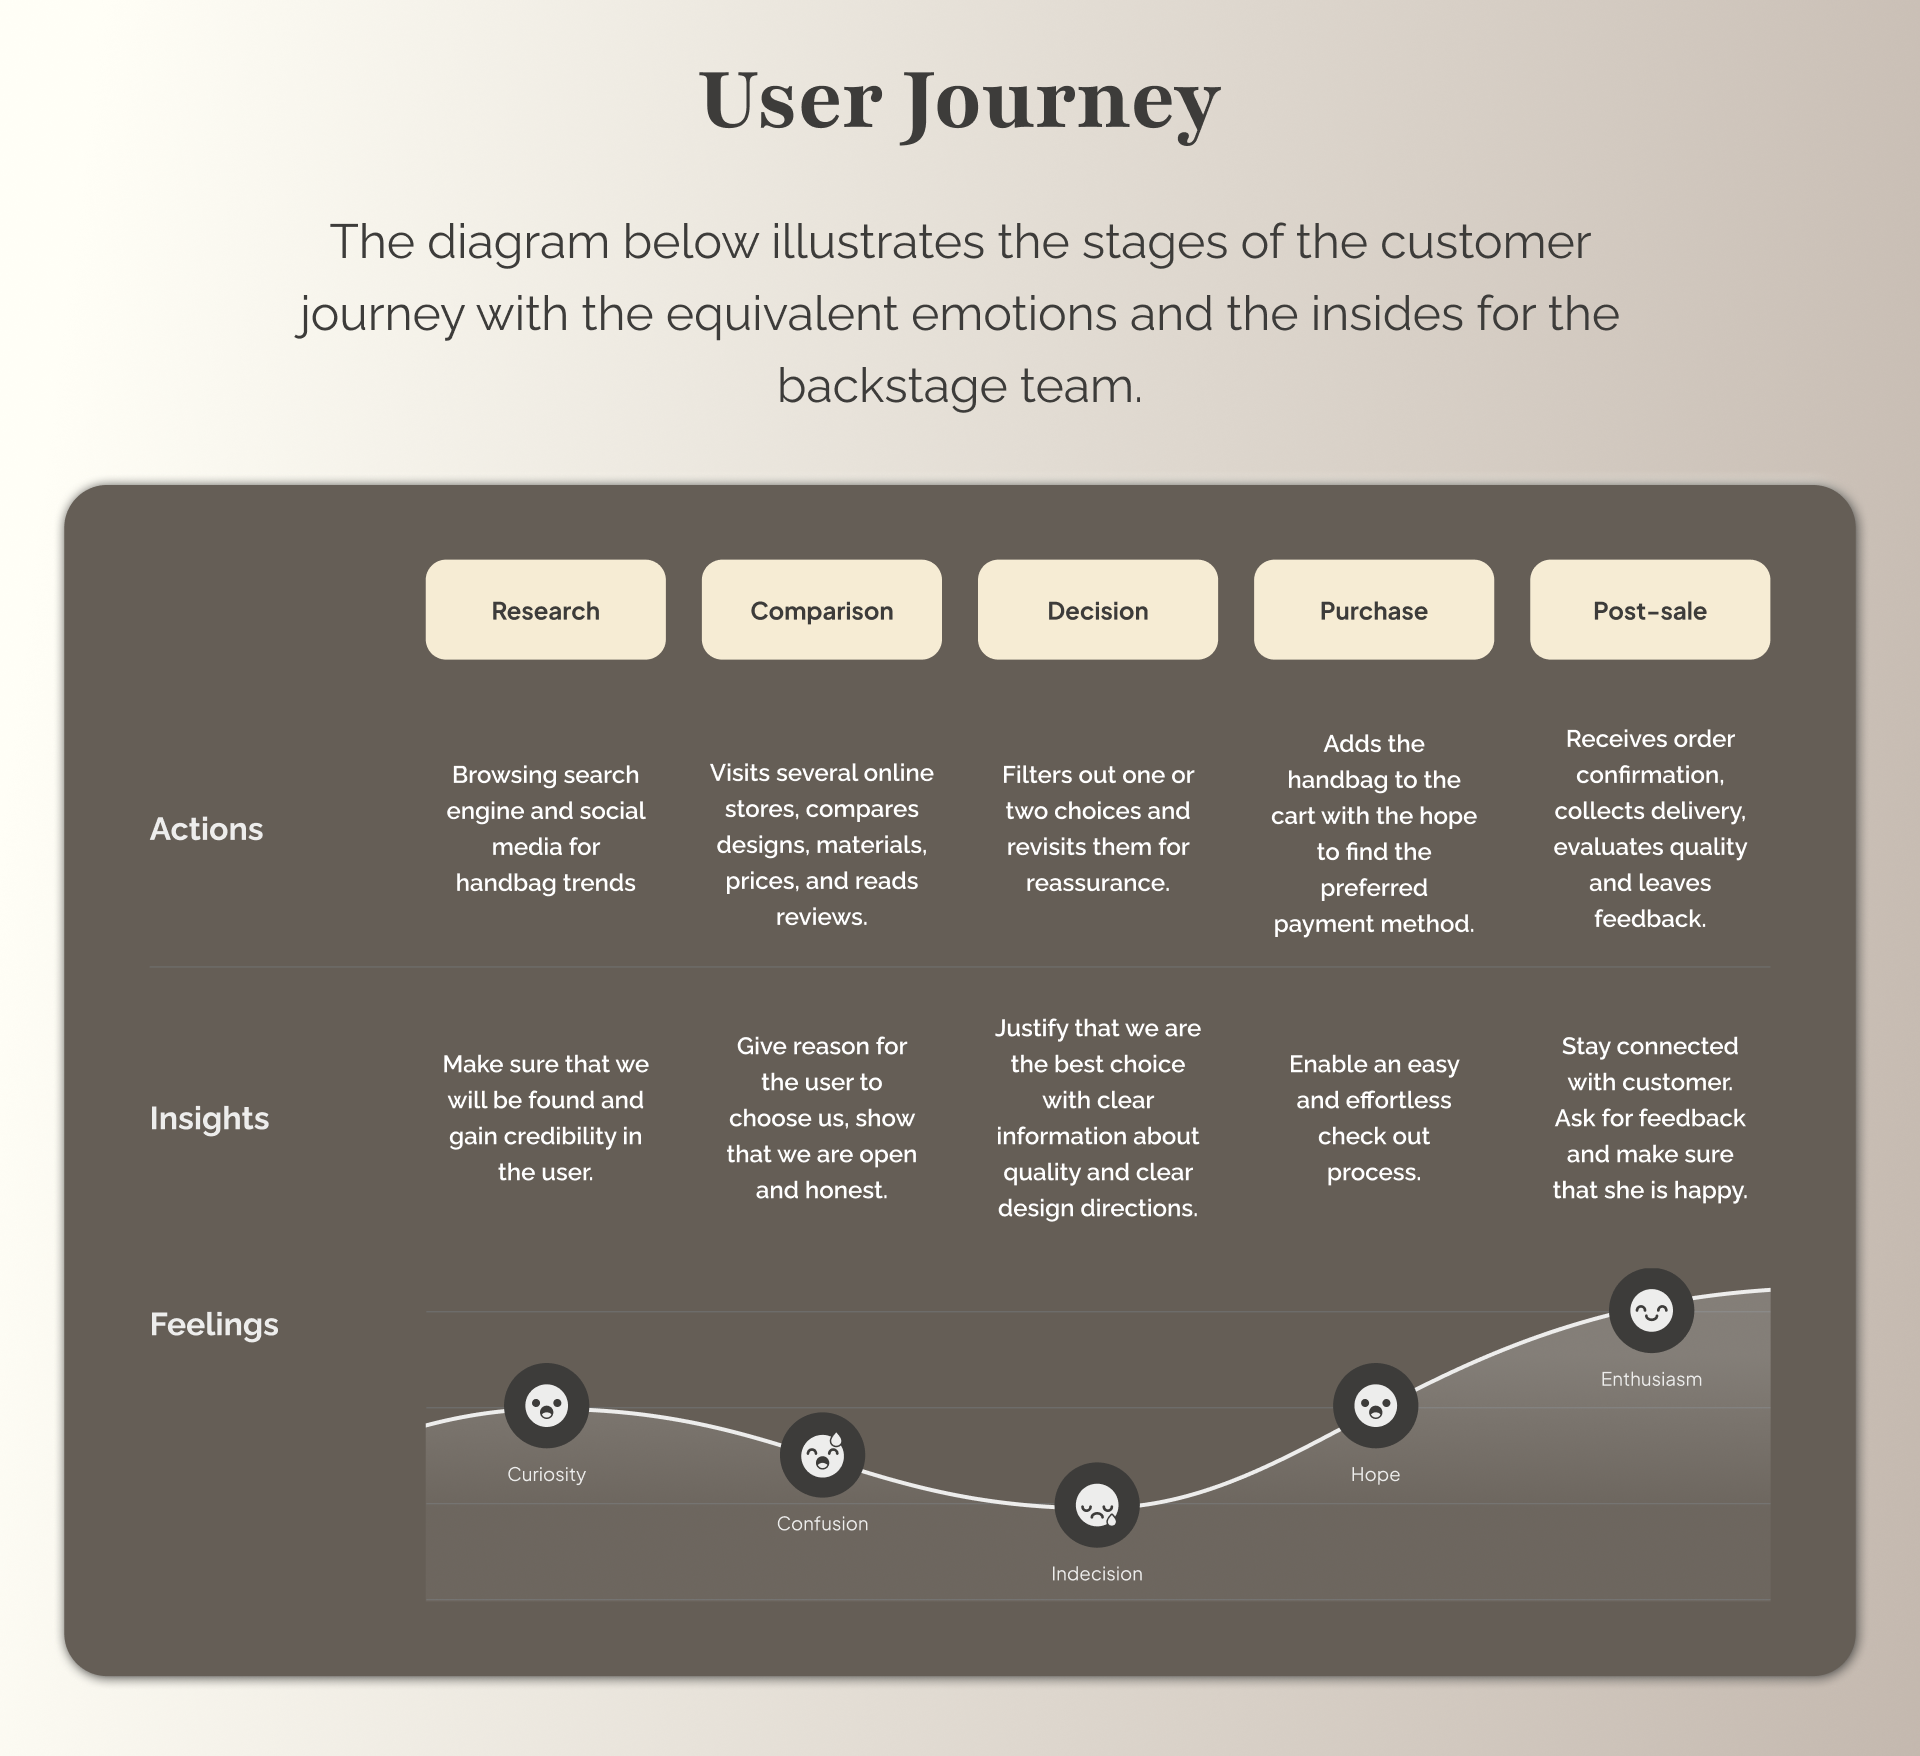 User Journey
The diagram below illustrates the stages of the customer
journey with the equivalent emotions and the insides for the
backstage team.
Research
Comparison
Decision
Purchase
Post-sale
Actions
Browsing search
engine and social
media for
handbag trends
Visits several online
stores, compares
designs, materials,
prices, and reads
reviews.
Filters out one or
two choices and
revisits them for
reassurance.
Adds the
handbag to the
cart with the hope
to find the
preferred
payment method.
Receives order
confirmation,
collects delivery,
evaluates quality
and leaves
feedback.
Insights
Make sure that we
will be found and
gain credibility in
the user.
Give reason for
the user to
choose us, show
that we are open
and honest.
Justify that we are
the best choice
with clear
information about
quality and clear
design directions.
Enable an easy
and effortless
check out
process.
Stay connected
with customer.
Ask for feedback
and make sure
that she is happy.
Feelings
Curiosity
Confusion
Indecision
Hope
Enthusiasm